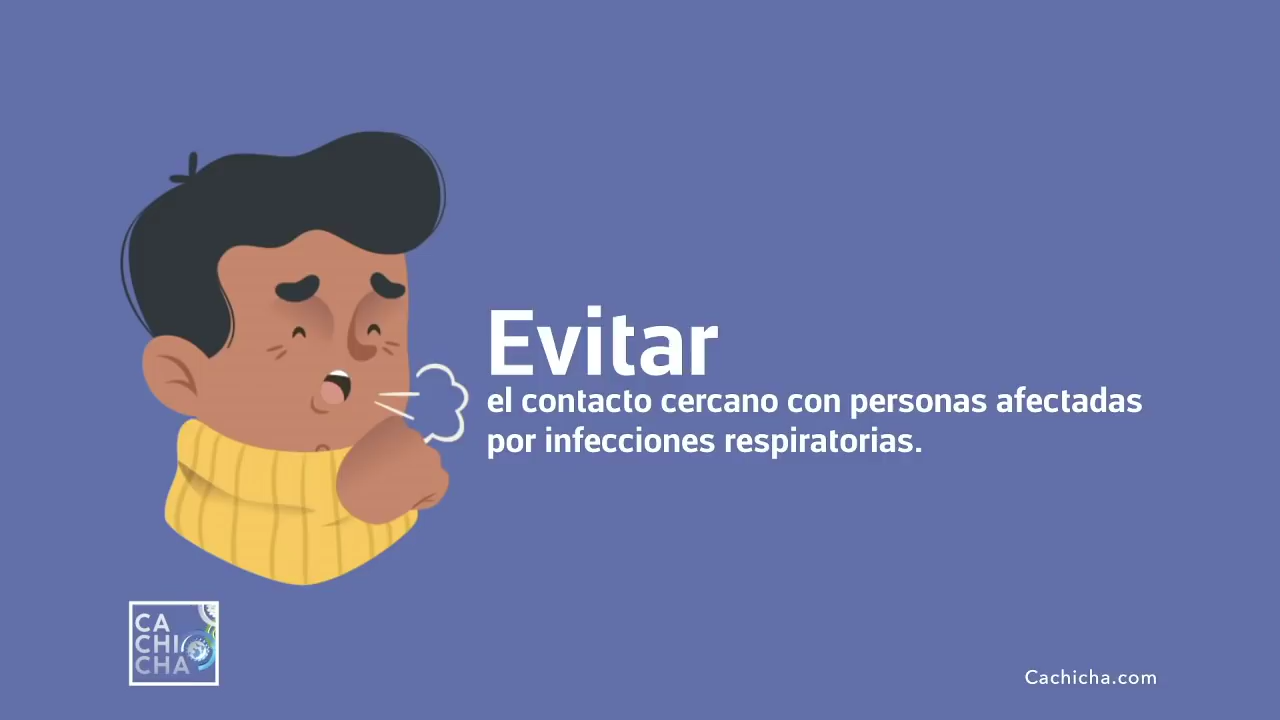 Evitar
el contacto cercano con personas afectadas
por infecciones respiratorias.
CA
CHI
CHA
Cachicha.com